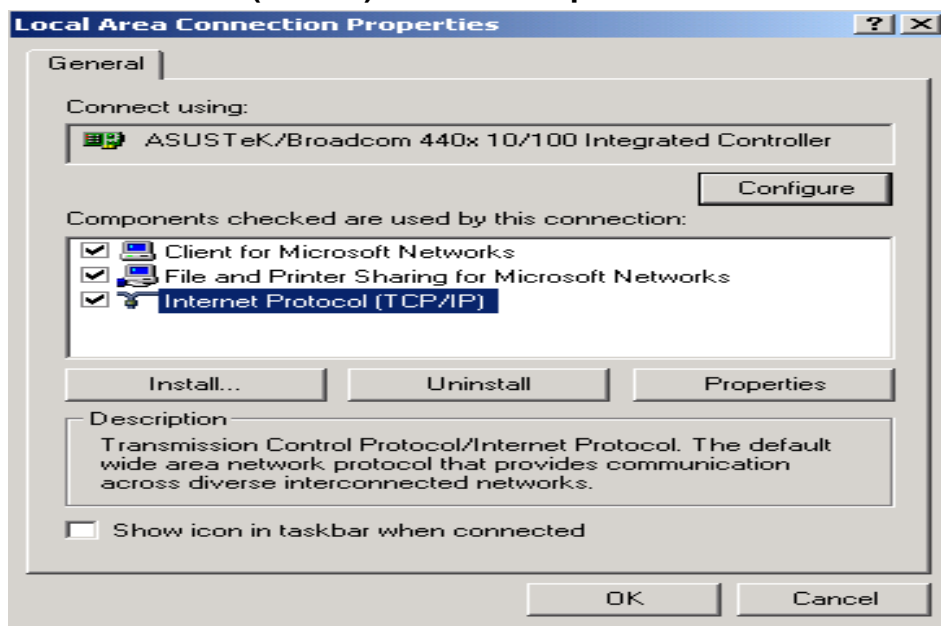 Local Area Connection Properties
General
Connect using:
ASUSTeK/Broadcom 440x 10/100 Integrated Controller
Configure
Components checked are used by this connection:
Client for Microsoft Networks
File and Printer Sharing for Microsoft Networks
Internet Protocol (TCP/IP)
Install... Uninstall Properties
Description
Transmission Control Protocol/Internet Protocol. The default
wide area network protocol that provides communication
across diverse interconnected networks.
Show icon in taskbar when connected
OK Cancel